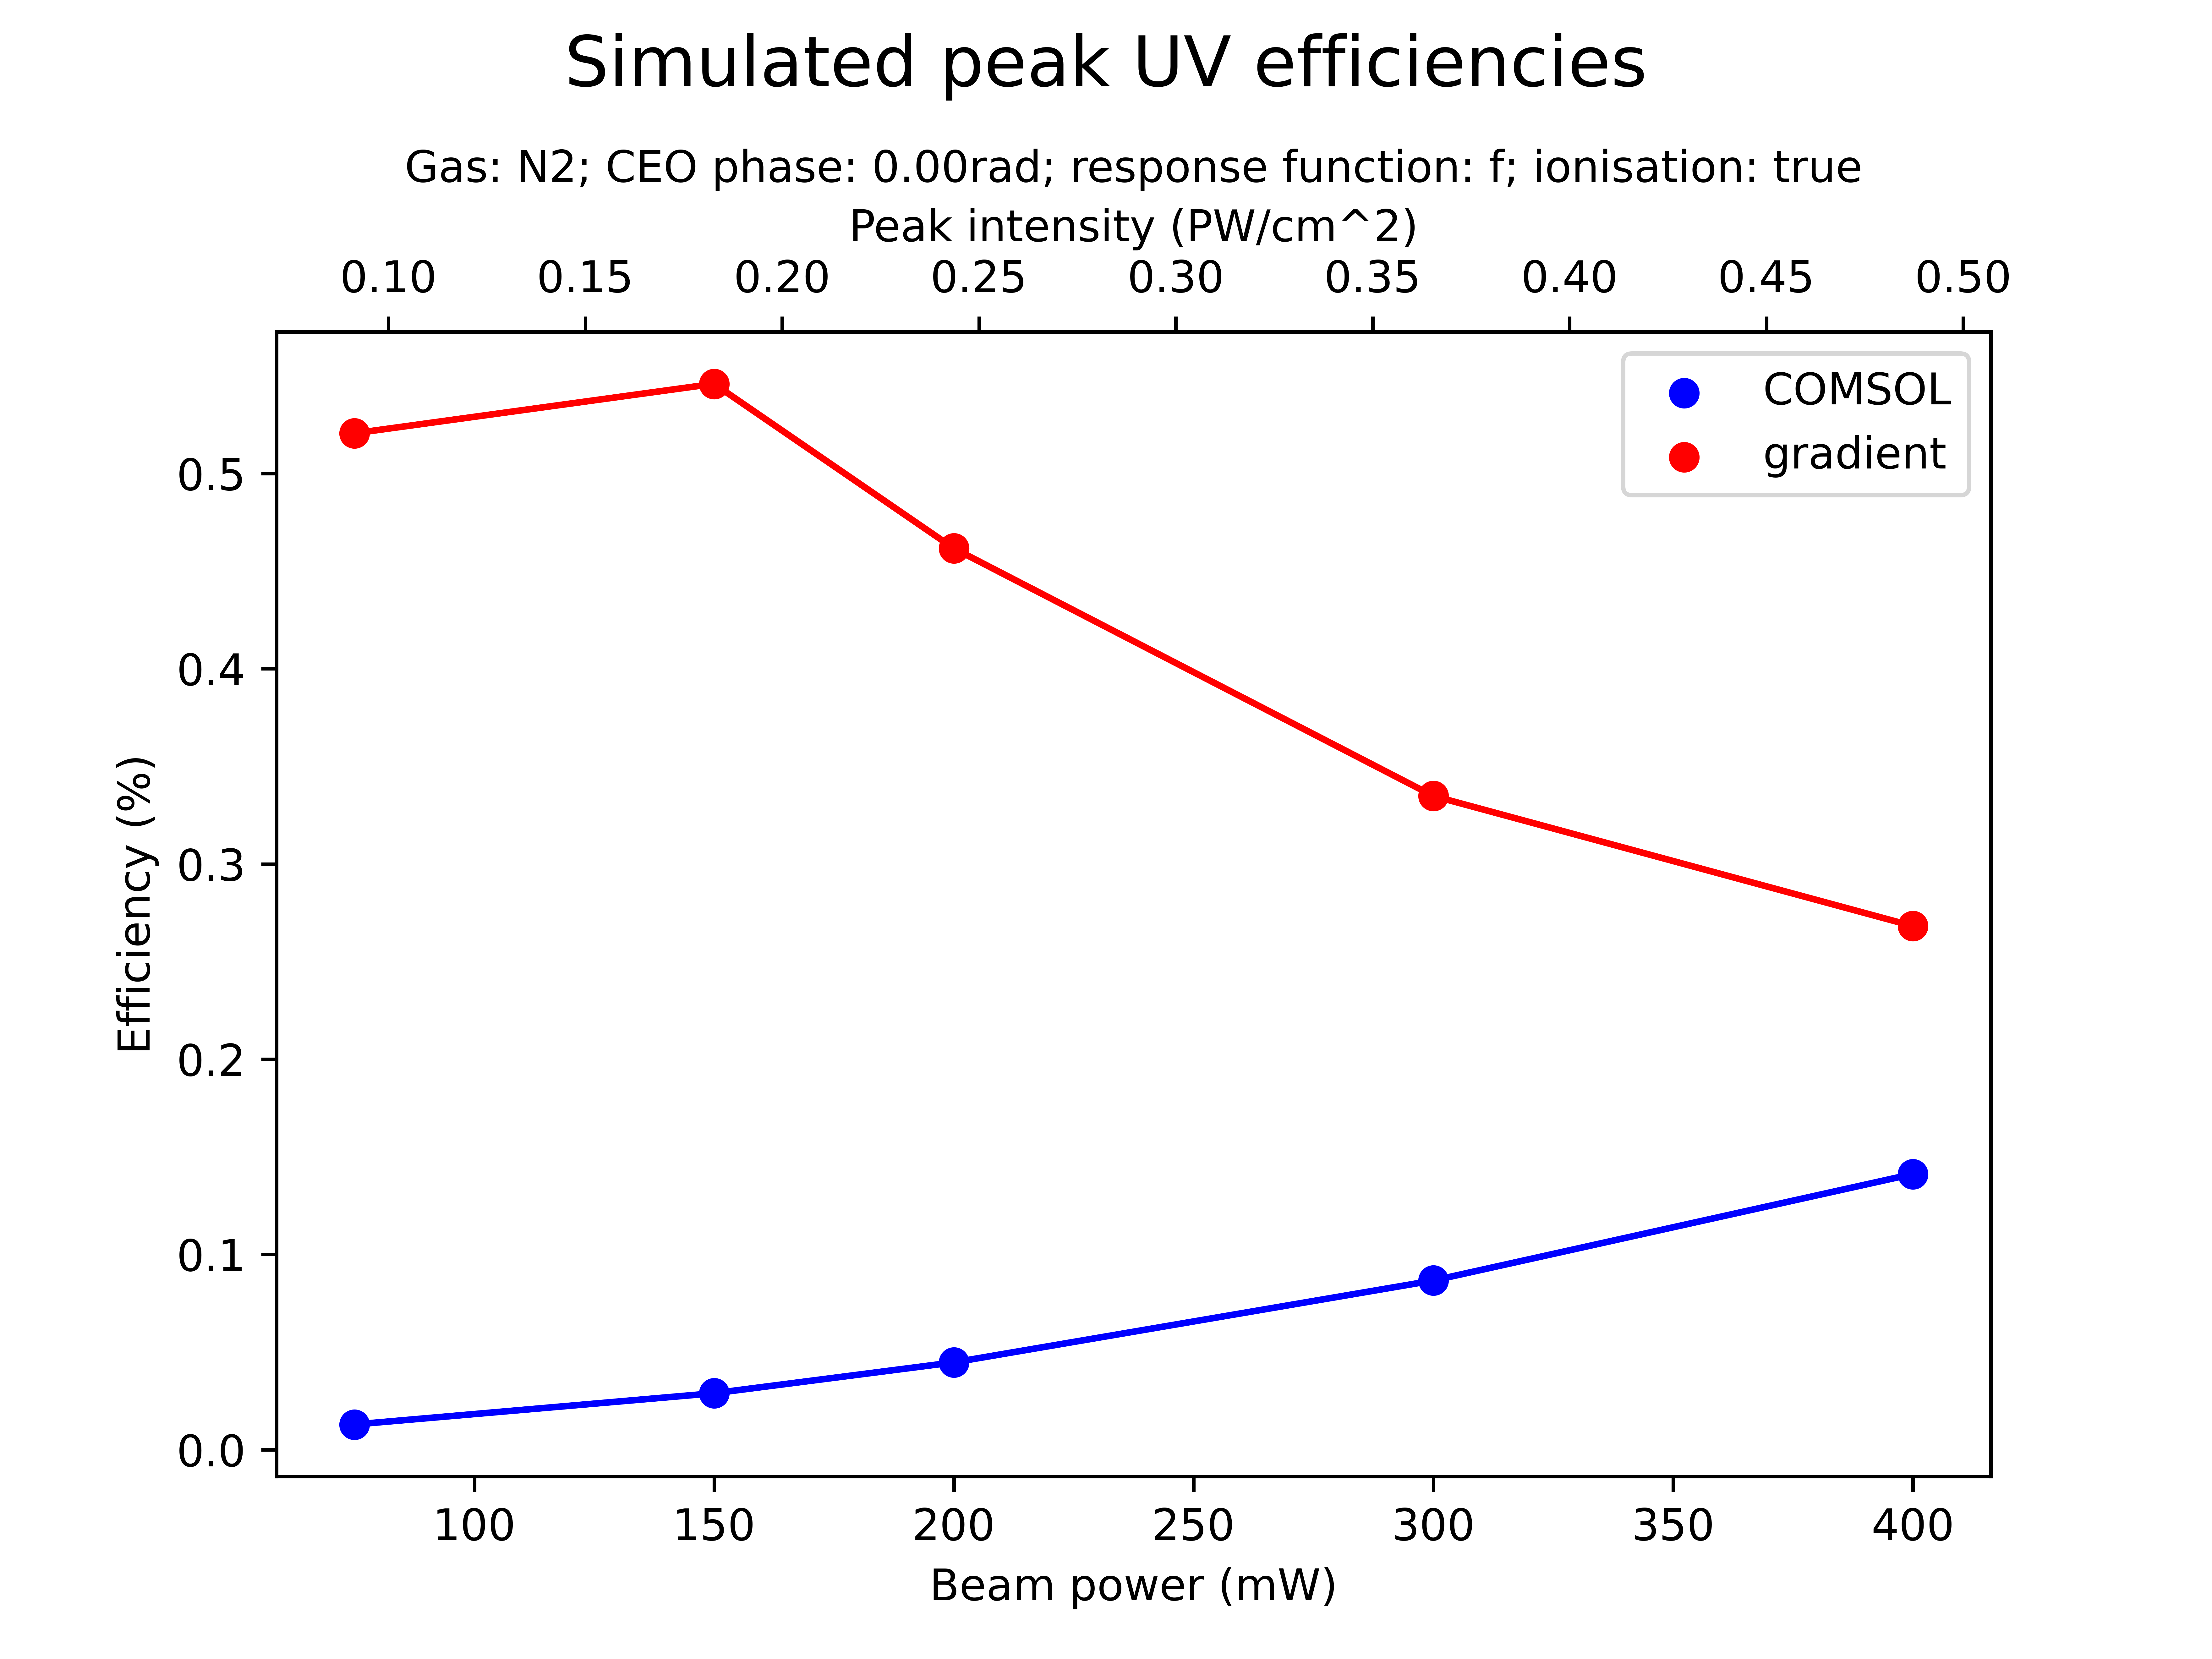 Simulated peak UV efficiencies
Gas: N2; CEO phase: 0.00rad; response function: f; ionisation: true
Peak intensity (PW/cm^2)
0.10 0.15 0.20 0.25 0.30 0.35 0.40 0.45 0.50
COMSOL
gradient
Efficiency (%)
0.5
0.4
0.3
0.2
0.1
0.0
100 150 200 250 300 350 400
Beam power (mW)